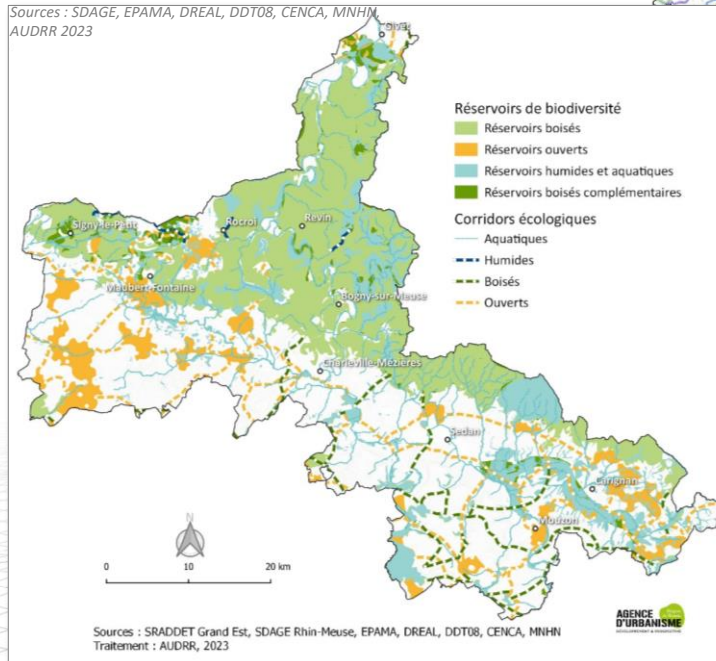 Sources : SDAGE, EPAMA, DREAL, DDT08, CENCA, MNHN
AUDRR 2023
Givet
Réservoirs de biodiversité
Réservoirs boisés
Réservoirs ouverts
Réservoirs humides et aquatiques
Réservoirs boisés complémentaires
Corridors écologiques
Aquatiques
Humides
Boisés
Ouverts
Signy-le-Petit
Rocroi
Revin
Maubert-Fontaine
Bogny-sur-Meuse
Charleville-Mézières
Sedan
Carignan
Mouzon
N
0 10 20 km
Sources : SRADDET Grand Est, SDAGE Rhin-Meuse, EPAMA, DREAL, DDT08, CENCA, MNHN
Traitement : AUDRR, 2023
AGENCE
D'URBANISME